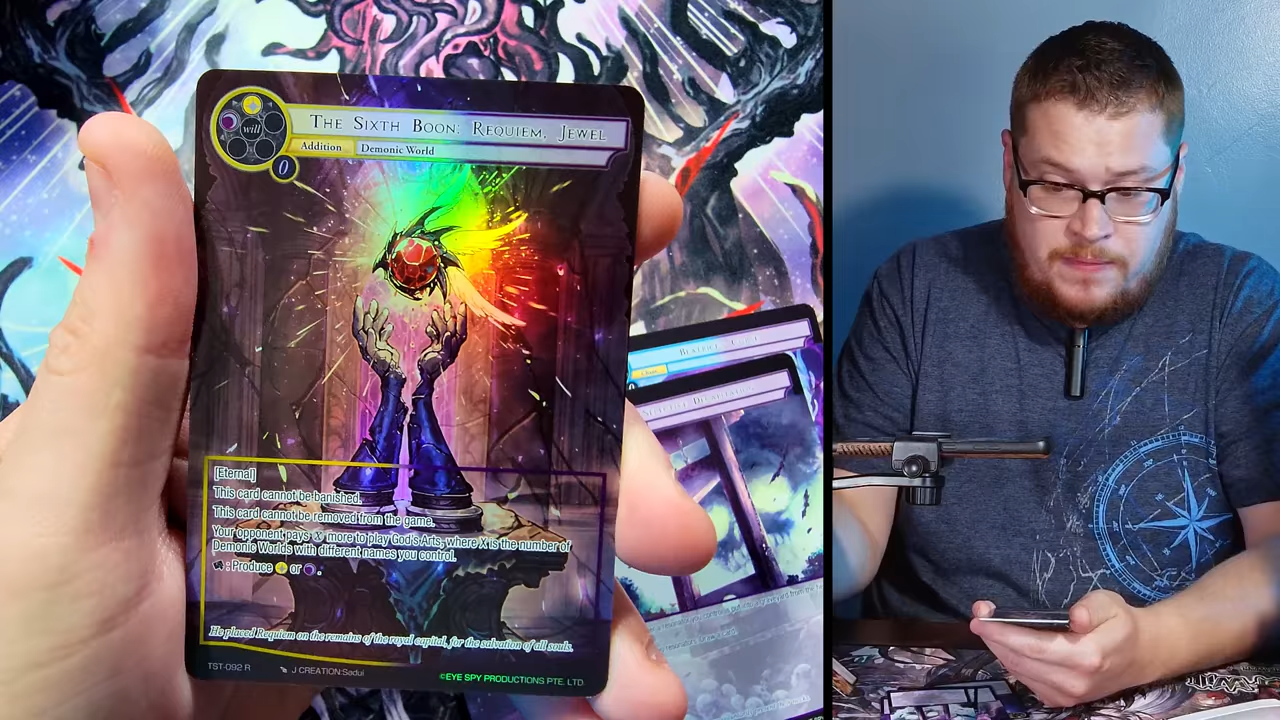 will
The Sixth Boon: Requiem, Jewel
Addition Demonic World
0
[Eternal]
This card cannot be banished.
This card cannot be removed from the game.
Your opponent pays X more to play God's Arts, where X is the number of
Demonic Worlds with different names you control.
: Produce or .
He placed Requiem on the remains of the royal capital, for the salvation of all souls.
TST-092 R J CREATION:Sadui ©EYE SPY PRODUCTIONS PTE. LTD